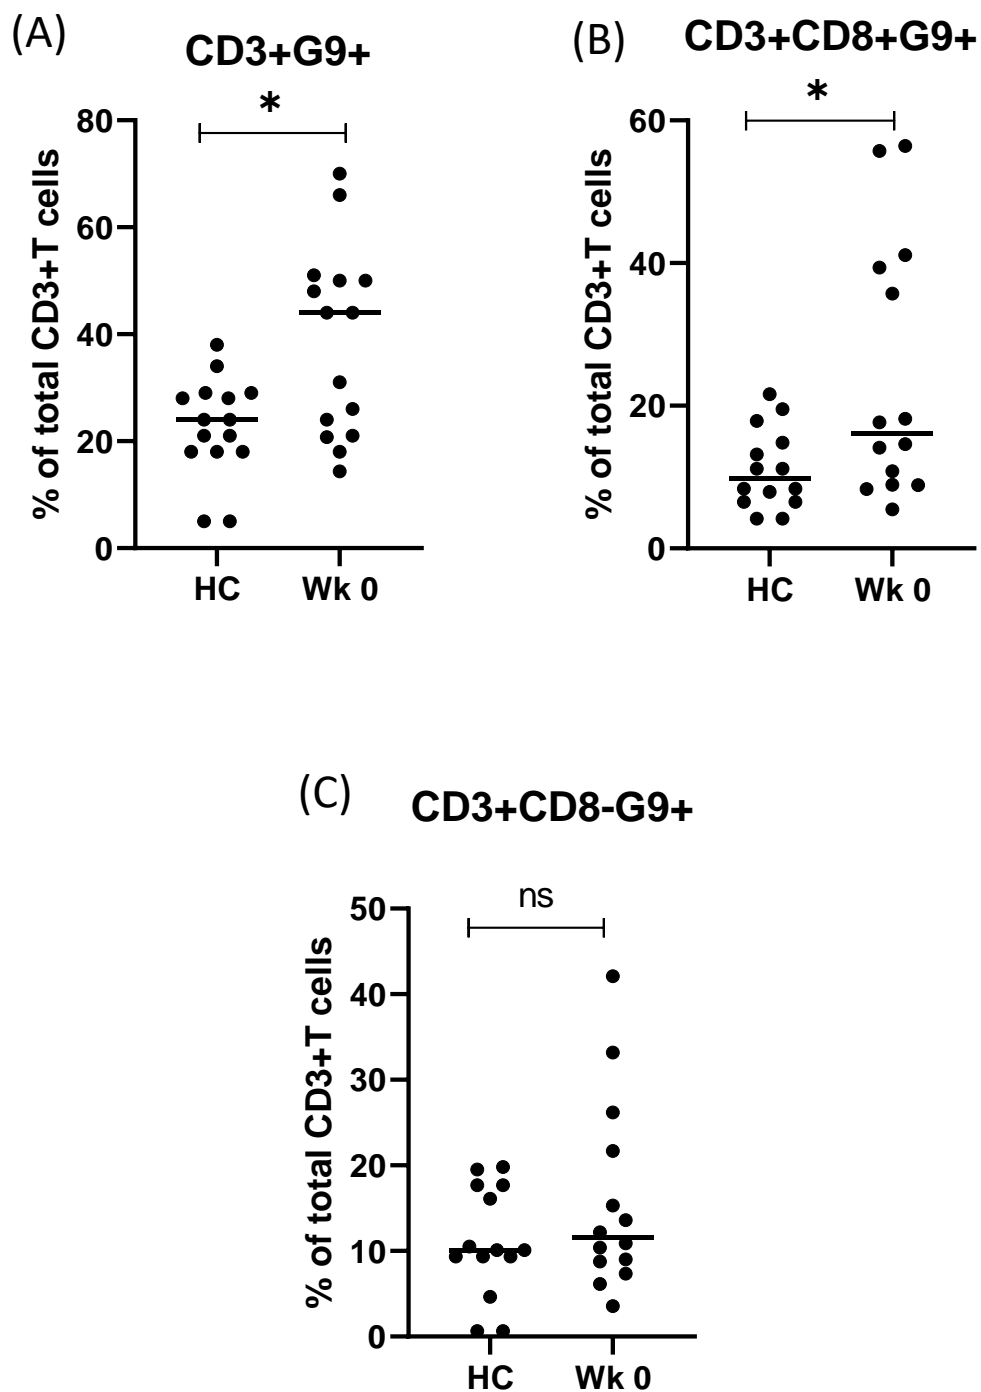 (A)
CD3+G9+
*
% of total CD3+T cells
80
60
40
20
0
HC
Wk 0
(B)
CD3+CD8+G9+
*
% of total CD3+T cells
60
40
20
0
HC
Wk 0
(C)
CD3+CD8-G9+
ns
% of total CD3+T cells
50
40
30
20
10
0
HC
Wk 0